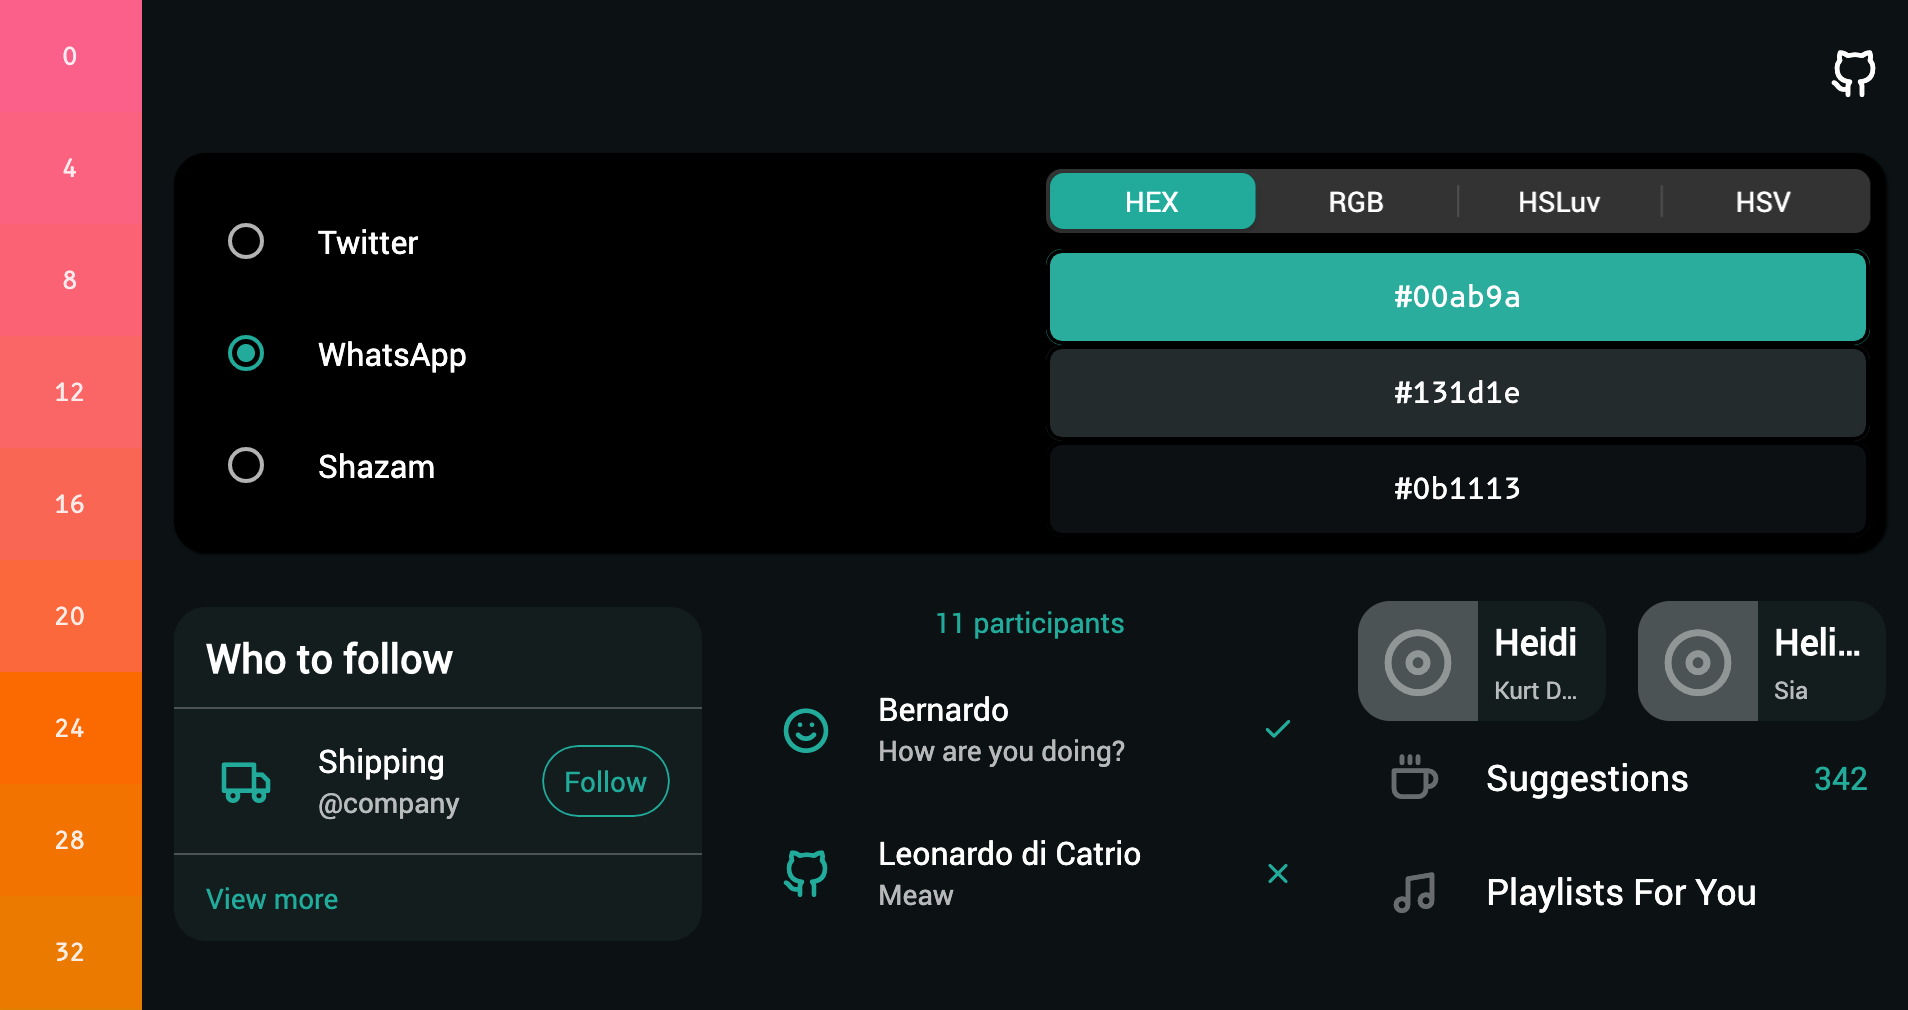 0
4
8
12
16
20
24
28
32
Twitter
WhatsApp
Shazam
HEX RGB HSLuv HSV
#00ab9a
#131d1e
#0b1113
Who to follow
Shipping
@company
Follow
View more
11 participants
Bernardo
How are you doing?
Leonardo di Catrio
Meaw
Heidi
Kurt D...
Heli...
Sia
Suggestions 342
Playlists For You